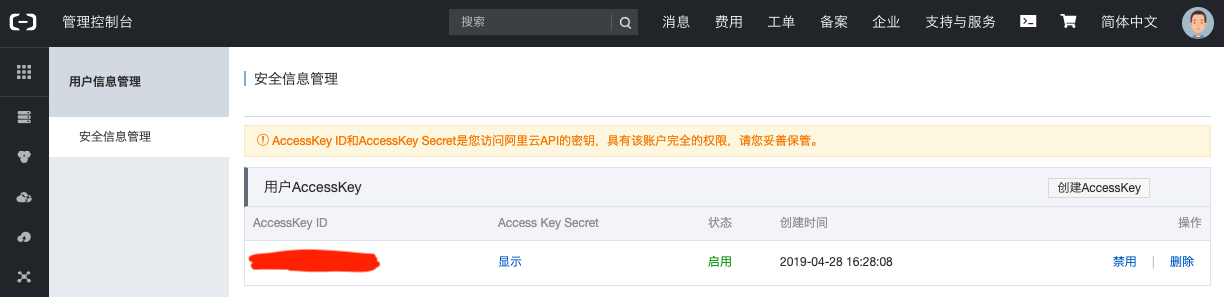 管理控制台 搜索 消息 费用 工单 备案 企业 支持与服务 简体中文
用户信息管理
安全信息管理
安全信息管理
AccessKey ID和AccessKey Secret是您访问阿里云API的密钥，具有该账户完全的权限，请您妥善保管。
用户AccessKey 创建AccessKey
AccessKey ID Access Key Secret 状态 创建时间 操作
显示 启用 2019-04-28 16:28:08 禁用 | 删除